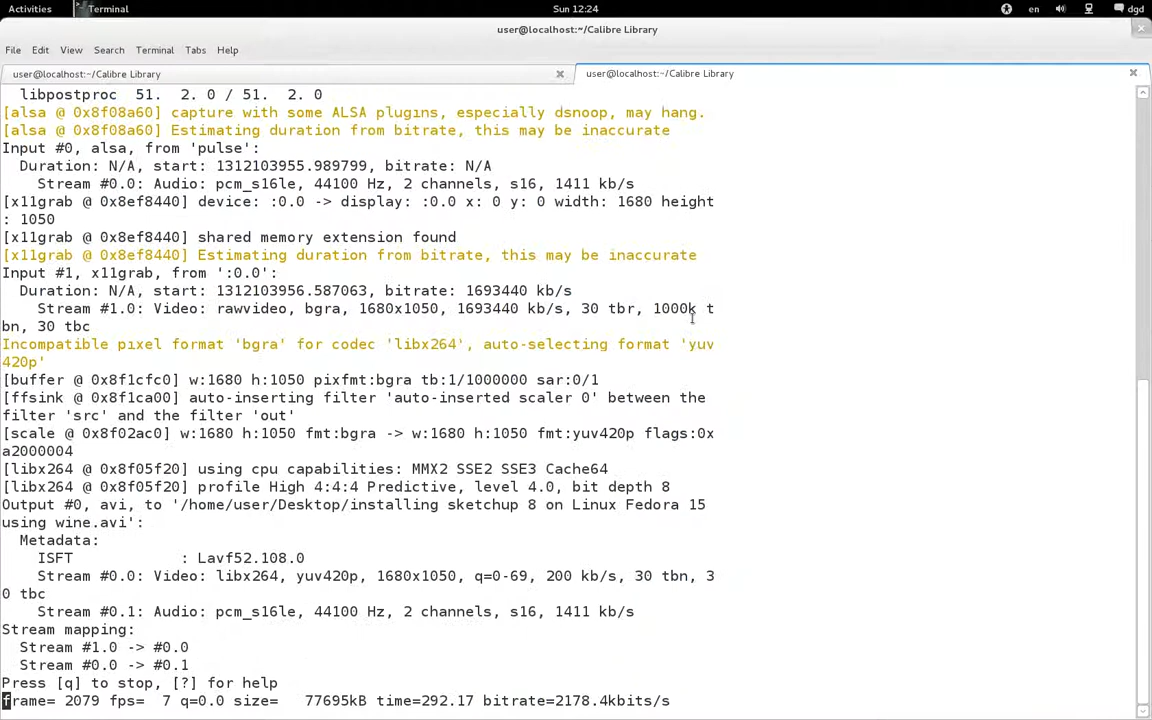 Activities Terminal Sun 12:24 en dgd
user@localhost:~/Calibre Library
File Edit View Search Terminal Tabs Help
user@localhost:~/Calibre Library user@localhost:~/Calibre Library
libpostproc  51.  2. 0 / 51.  2. 0
[alsa @ 0x8f08a60] capture with some ALSA plugins, especially dsnoop, may hang.
[alsa @ 0x8f08a60] Estimating duration from bitrate, this may be inaccurate
Input #0, alsa, from 'pulse':
Duration: N/A, start: 1312103955.989799, bitrate: N/A
Stream #0.0: Audio: pcm_s16le, 44100 Hz, 2 channels, s16, 1411 kb/s
[x11grab @ 0x8ef8440] device: :0.0 -> display: :0.0 x: 0 y: 0 width: 1680 height
: 1050
[x11grab @ 0x8ef8440] shared memory extension found
[x11grab @ 0x8ef8440] Estimating duration from bitrate, this may be inaccurate
Input #1, x11grab, from ':0.0':
Duration: N/A, start: 1312103956.587063, bitrate: 1693440 kb/s
Stream #1.0: Video: rawvideo, bgra, 1680x1050, 1693440 kb/s, 30 tbr, 1000k t
bn, 30 tbc
Incompatible pixel format 'bgra' for codec 'libx264', auto-selecting format 'yuv
420p'
[buffer @ 0x8f1cfc0] w:1680 h:1050 pixfmt:bgra tb:1/1000000 sar:0/1
[ffsink @ 0x8f1ca00] auto-inserting filter 'auto-inserted scaler 0' between the
filter 'src' and the filter 'out'
[scale @ 0x8f02ac0] w:1680 h:1050 fmt:bgra -> w:1680 h:1050 fmt:yuv420p flags:0x
a2000004
[libx264 @ 0x8f05f20] using cpu capabilities: MMX2 SSE2 SSE3 Cache64
[libx264 @ 0x8f05f20] profile High 4:4:4 Predictive, level 4.0, bit depth 8
Output #0, avi, to '/home/user/Desktop/installing sketchup 8 on Linux Fedora 15
using wine.avi':
Metadata:
ISFT            : Lavf52.108.0
Stream #0.0: Video: libx264, yuv420p, 1680x1050, q=0-69, 200 kb/s, 30 tbn, 3
0 tbc
Stream #0.1: Audio: pcm_s16le, 44100 Hz, 2 channels, s16, 1411 kb/s
Stream mapping:
Stream #1.0 -> #0.0
Stream #0.0 -> #0.1
Press [q] to stop, [?] for help
frame= 2079 fps=  7 q=0.0 size=   77695kB time=292.17 bitrate=2178.4kbits/s